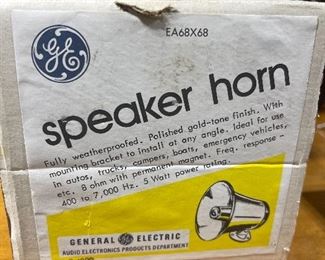 EA68X68
GE
speaker horn
Fully weatherproofed. Polished gold-tone finish. With
mounting bracket to install at any angle. Ideal for use
in autos, trucks, campers, boats, emergency vehicles,
etc. 8 ohm with permanent magnet. Freq. response -
400 to 7,000 Hz. 5 Watt power rating.
GENERAL GE ELECTRIC
AUDIO ELECTRONICS PRODUCTS DEPARTMENT